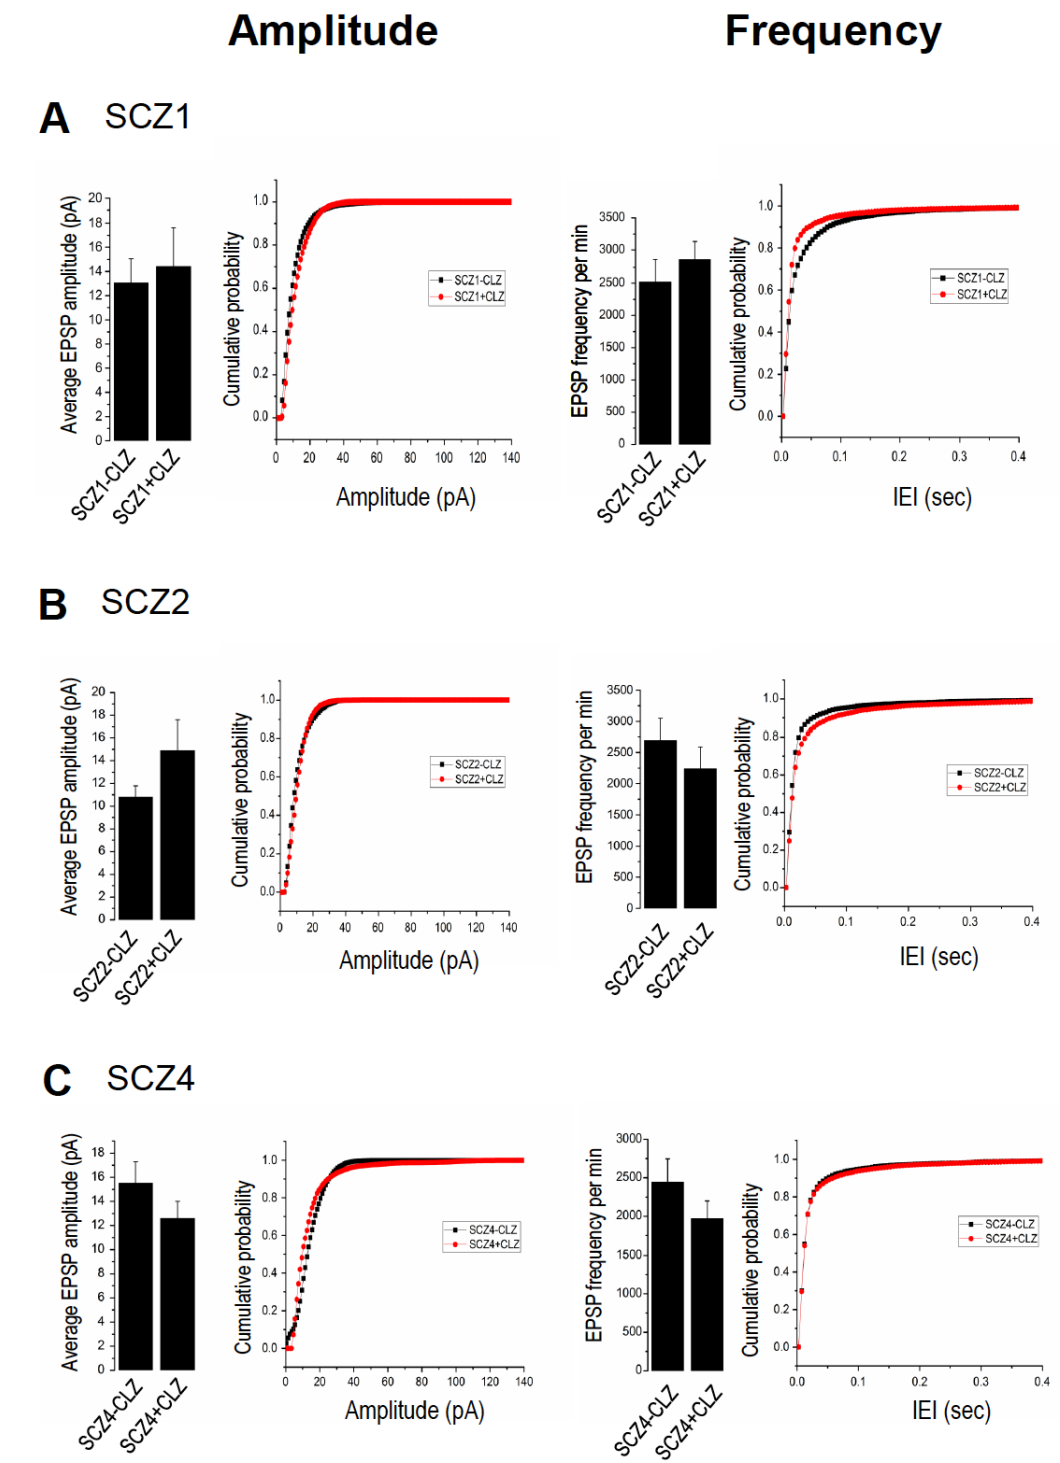 Amplitude Frequency
A SCZ1
Average EPSP amplitude (pA)
20
18
16
14
12
10
8
6
4
2
0
SCZ1-CLZ SCZ1+CLZ
Cumulative probability
1.0
0.8
0.6
0.4
0.2
0.0
SCZ1-CLZ
SCZ1+CLZ
0 20 40 60 80 100 120 140
Amplitude (pA)
EPSP frequency per min
3500
3000
2500
2000
1500
1000
500
0
SCZ1-CLZ SCZ1+CLZ
Cumulative probability
1.0
0.8
0.6
0.4
0.2
0.0
SCZ1-CLZ
SCZ1+CLZ
0.0 0.1 0.2 0.3 0.4
IEI (sec)
B SCZ2
Average EPSP amplitude (pA)
20
18
16
14
12
10
8
6
4
2
0
SCZ2-CLZ SCZ2+CLZ
Cumulative probability
1.0
0.8
0.6
0.4
0.2
0.0
SCZ2-CLZ
SCZ2+CLZ
0 20 40 60 80 100 120 140
Amplitude (pA)
EPSP frequency per min
3500
3000
2500
2000
1500
1000
500
0
SCZ2-CLZ SCZ2+CLZ
Cumulative probability
1.0
0.8
0.6
0.4
0.2
0.0
SCZ2-CLZ
SCZ2+CLZ
0.0 0.1 0.2 0.3 0.4
IEI (sec)
C SCZ4
Average EPSP amplitude (pA)
18
16
14
12
10
8
6
4
2
0
SCZ4-CLZ SCZ4+CLZ
Cumulative probability
1.0
0.8
0.6
0.4
0.2
0.0
SCZ4-CLZ
SCZ4+CLZ
0 20 40 60 80 100 120 140
Amplitude (pA)
EPSP frequency per min
3000
2500
2000
1500
1000
500
0
SCZ4-CLZ SCZ4+CLZ
Cumulative probability
1.0
0.8
0.6
0.4
0.2
0.0
SCZ4-CLZ
SCZ4+CLZ
0.0 0.1 0.2 0.3 0.4
IEI (sec)